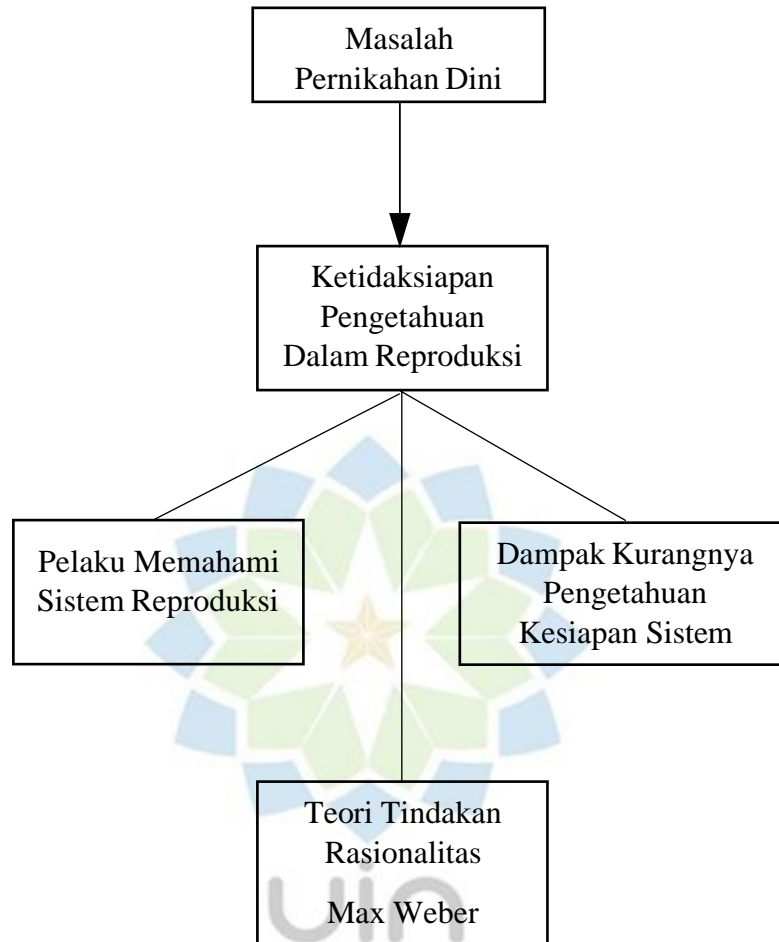 Masalah
Pernikahan Dini
Ketidaksiapan
Pengetahuan
Dalam Reproduksi
Pelaku Memahami
Sistem Reproduksi
Dampak Kurangnya
Pengetahuan
Kesiapan Sistem
Teori Tindakan
Rasionalitas
Max Weber
uin